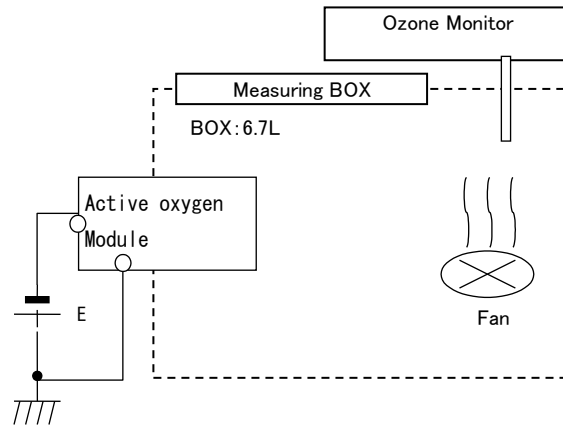 Ozone Monitor
Measuring BOX
BOX:6.7L
Active oxygen
Module
E
Fan